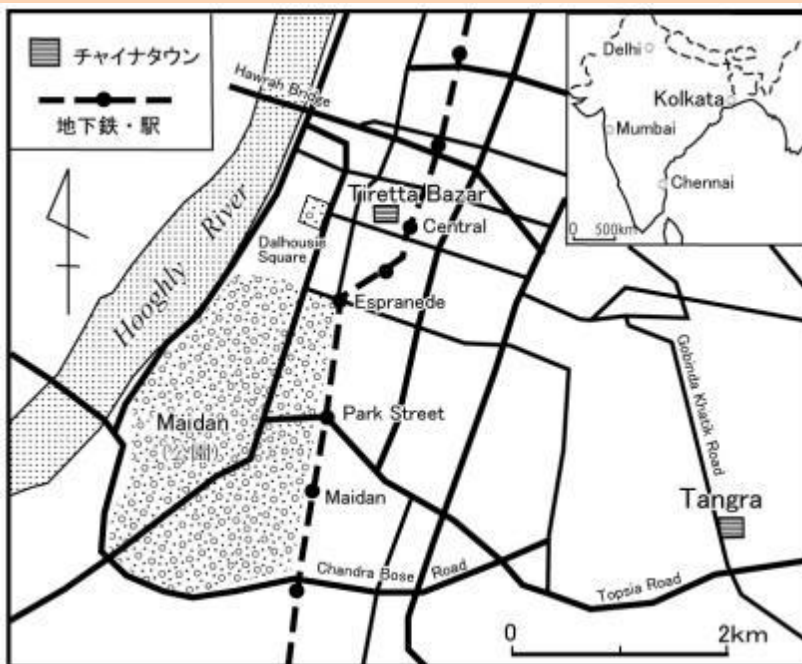 チャイナタウン
地下鉄・駅
Hawrah Bridge
Hooghly River
Tiretta Bazar
Central
Dalhousie
Square
Espranede
Maidan
(公園)
Park Street
Maidan
Chandra Bose Road
Topsia Road
Gobinda Khatik Road
Tangra
0 2km
Delhi
Kolkata
Mumbai
Chennai
0 500km